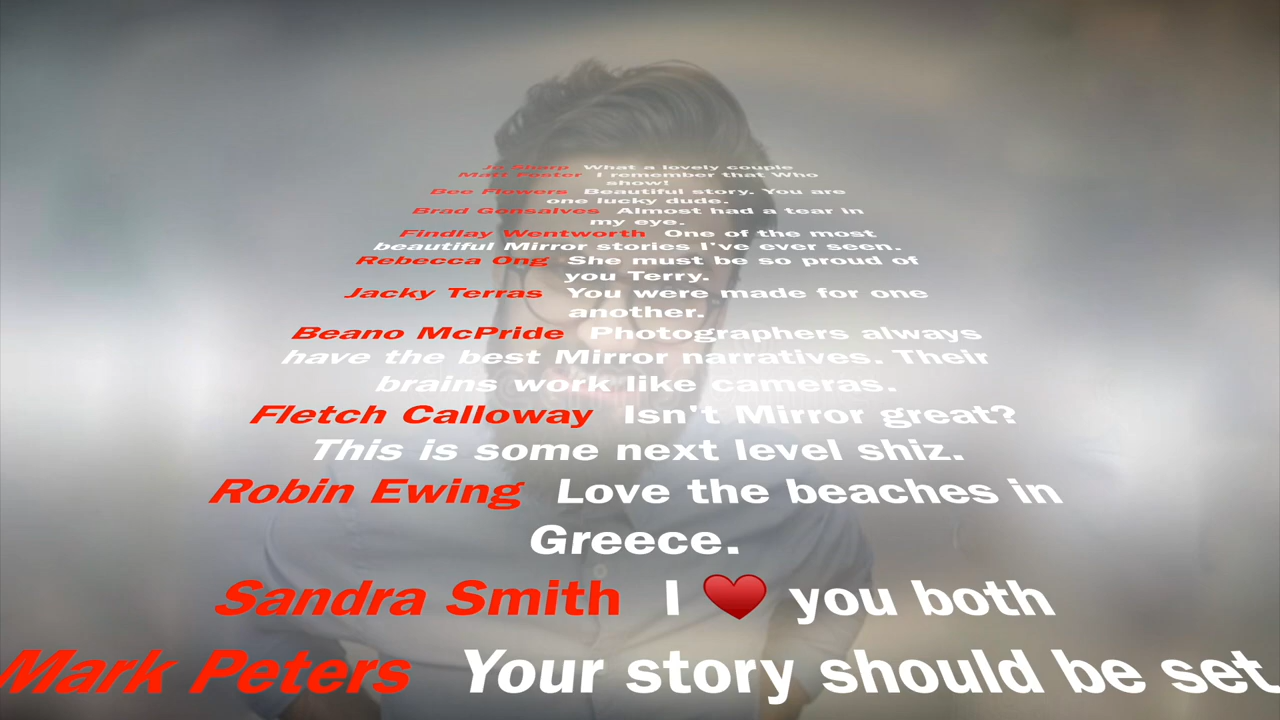 Jo Sharp What a lovely couple
Matt Foster I remember that Who
show!
Bee Flowers Beautiful story. You are
one lucky dude.
Brad Gonsalves Almost had a tear in
my eye.
Findlay Wentworth One of the most
beautiful Mirror stories I've ever seen.
Rebecca Ong She must be so proud of
you Terry.
Jacky Terras You were made for one
another.
Beano McPride Photographers always
have the best Mirror narratives. Their
brains work like cameras.
Fletch Calloway Isn't Mirror great?
This is some next level shiz.
Robin Ewing Love the beaches in
Greece.
Sandra Smith I ❤️ you both
Mark Peters Your story should be set